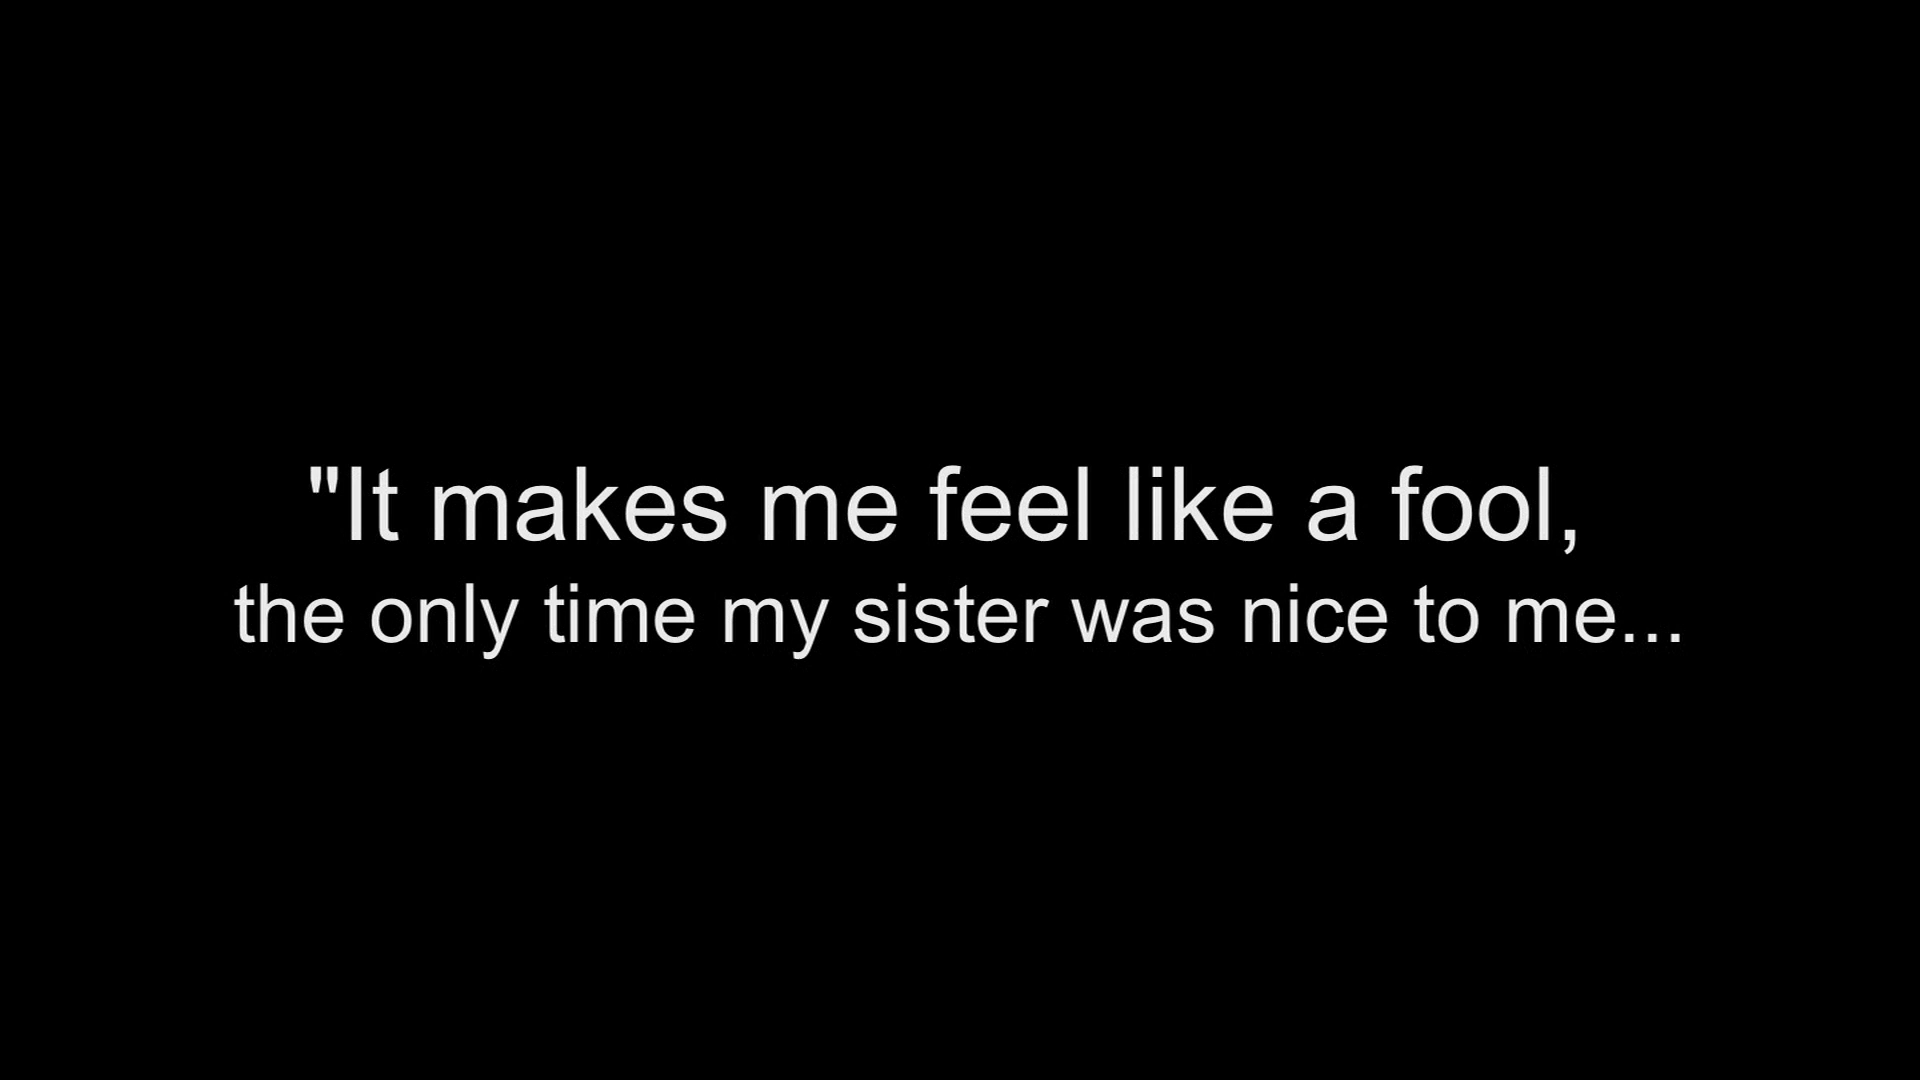 "It makes me feel like a fool,
the only time my sister was nice to me...